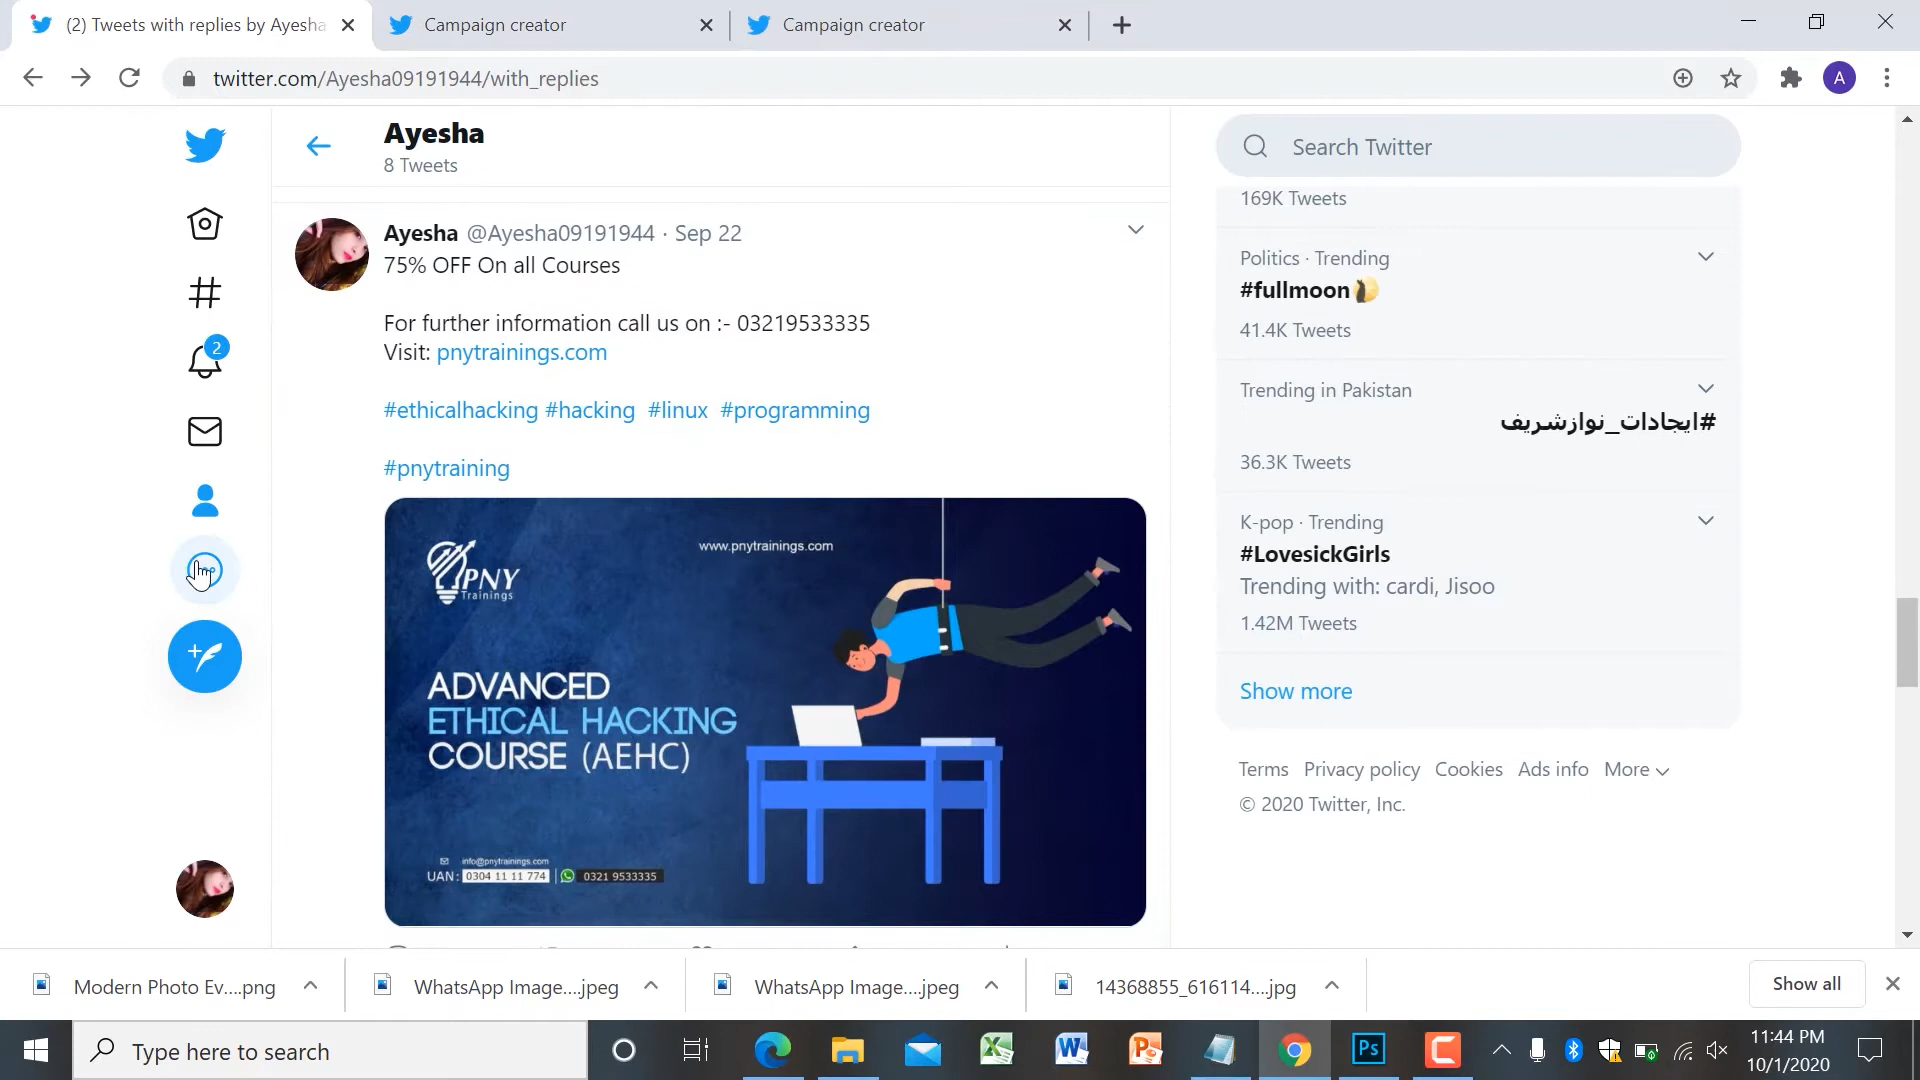 (2) Tweets with replies by Ayesha
Campaign creator
Campaign creator
twitter.com/Ayesha09191944/with_replies
A
Ayesha
8 Tweets
Search Twitter
2
Ayesha @Ayesha09191944 · Sep 22
75% OFF On all Courses
For further information call us on :- 03219533335
Visit: pnytrainings.com
#ethicalhacking #hacking #linux #programming
#pnytraining
PNY
Trainings
www.pnytrainings.com
ADVANCED
ETHICAL HACKING
COURSE (AEHC)
info@pnytrainings.com
UAN: 0304 11 11 774 | 0321 9533335
169K Tweets
Politics · Trending
#fullmoon
41.4K Tweets
Trending in Pakistan
#ایجادات_نوازشریف
36.3K Tweets
K-pop · Trending
#LovesickGirls
Trending with: cardi, Jisoo
1.42M Tweets
Show more
Terms Privacy policy Cookies Ads info More
© 2020 Twitter, Inc.
Modern Photo Ev....png
WhatsApp Image....jpeg
WhatsApp Image....jpeg
14368855_616114....jpg
Show all
Type here to search
Ps
11:44 PM
10/1/2020